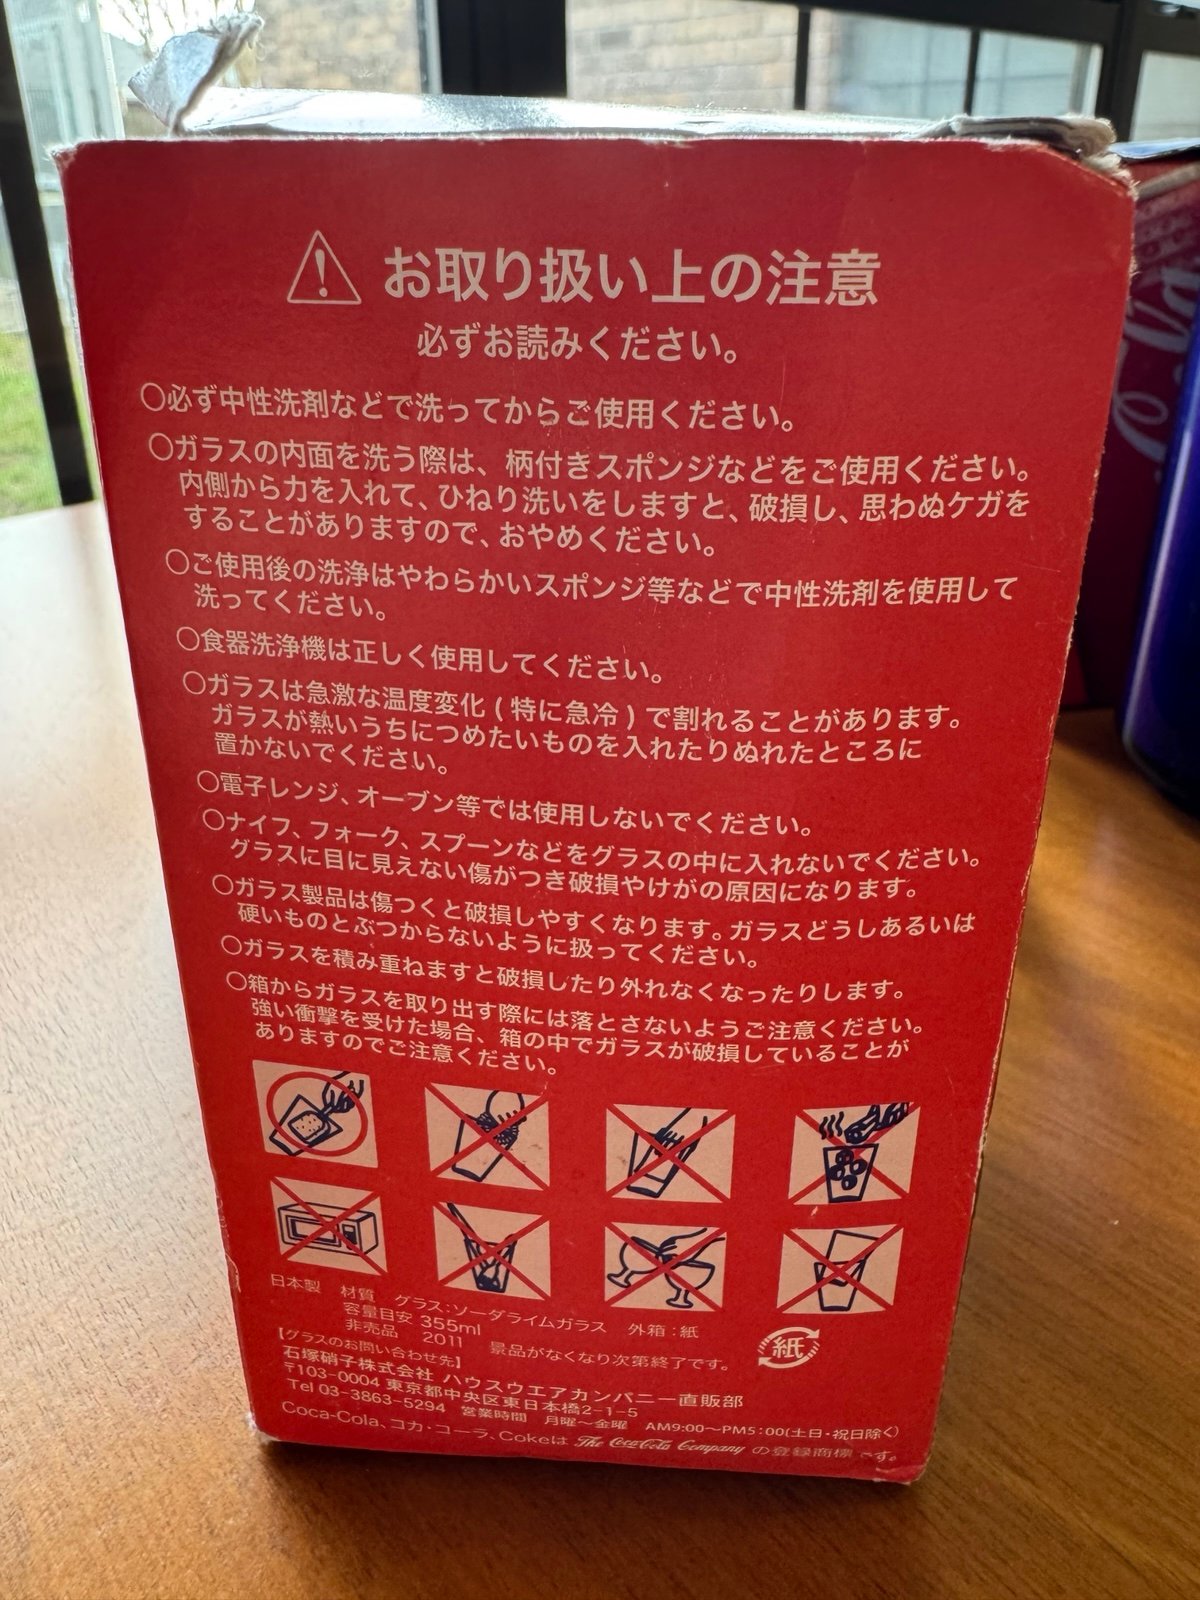 お取り扱い上の注意
必ずお読みください。
○必ず中性洗剤などで洗ってからご使用ください。
○ガラスの内面を洗う際は、柄付きスポンジなどをご使用ください。
内側から力を入れて、ひねり洗いをしますと、破損し、思わぬケガを
することがありますので、おやめください。
○ご使用後の洗浄はやわらかいスポンジ等などで中性洗剤を使用して
洗ってください。
○食器洗浄機は正しく使用してください。
○ガラスは急激な温度変化(特に急冷)で割れることがあります。
ガラスが熱いうちにつめたいものを入れたりぬれたところに
置かないでください。
○電子レンジ、オーブン等では使用しないでください。
○ナイフ、フォーク、スプーンなどをグラスの中に入れないでください。
グラスに目に見えない傷がつき破損やけがの原因になります。
○ガラス製品は傷つくと破損しやすくなります。ガラスどうしあるいは
硬いものとぶつからないように扱ってください。
○ガラスを積み重ねますと破損したり外れなくなったりします。
○箱からガラスを取り出す際には落とさないようご注意ください。
強い衝撃を受けた場合、箱の中でガラスが破損していることが
ありますのでご注意ください。
日本製 材質 グラス:ソーダライムガラス 外箱:紙
容量目安 355ml
非売品 2011 景品がなくなり次第終了です。
紙
【グラスのお問い合わせ先】
石塚硝子株式会社 ハウスウエアカンパニー直販部
〒103-0004 東京都中央区東日本橋2-1-5
Tel 03-3863-5294 営業時間 月曜〜金曜 AM9:00〜PM5:00(土日・祝日除く)
Coca-Cola、コカ・コーラ、Cokeは The Coca-Cola Company の登録商標です。